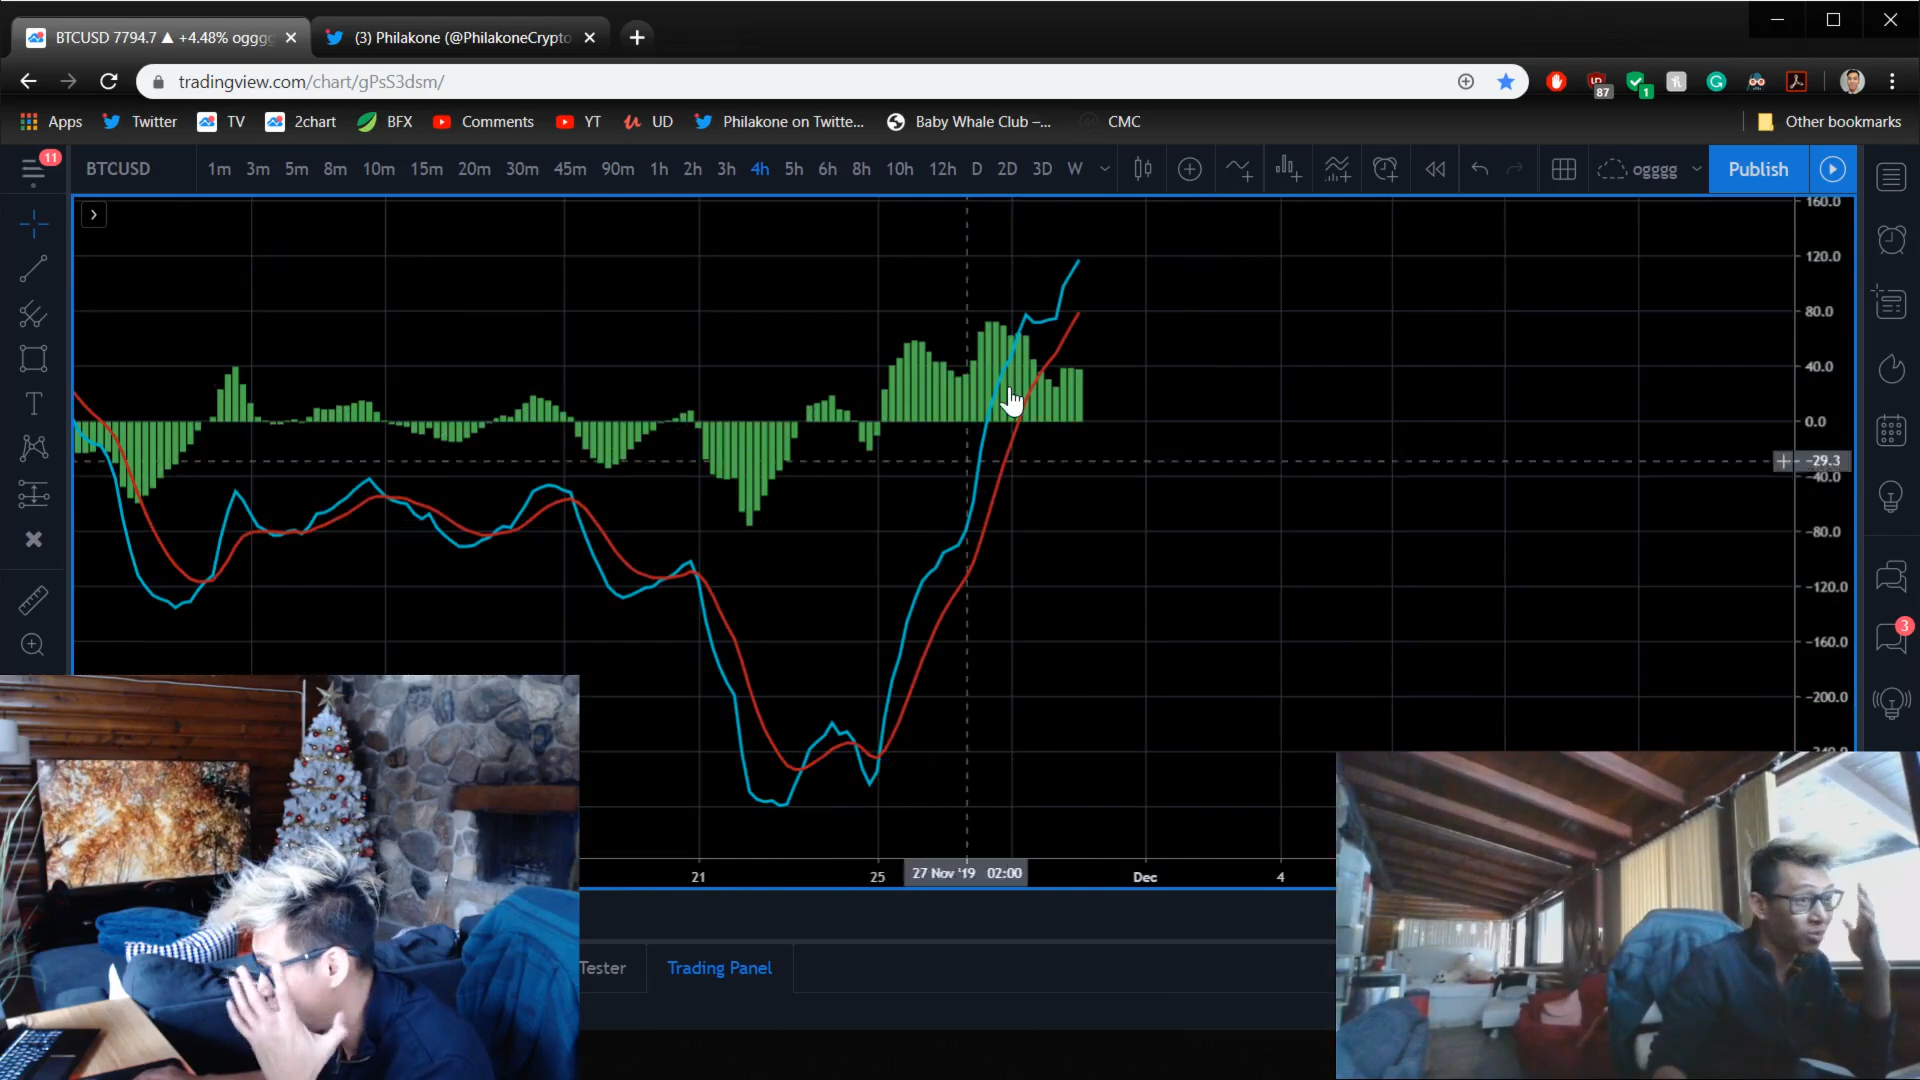 BTCUSD 7794.7 ▲ +4.48% ogggg
(3) Philakone (@PhilakoneCrypto
tradingview.com/chart/gPsS3dsm/
87
1
Apps Twitter TV 2chart BFX Comments YT UD Philakone on Twitte... Baby Whale Club –... CMC Other bookmarks
11
BTCUSD 1m 3m 5m 8m 10m 15m 20m 30m 45m 90m 1h 2h 3h 4h 5h 6h 8h 10h 12h D 2D 3D W ogggg Publish
160.0
120.0
80.0
40.0
0.0
-29.3
-40.0
-80.0
-120.0
-160.0
-200.0
3
21 25 27 Nov '19 02:00 Dec 4
Tester Trading Panel